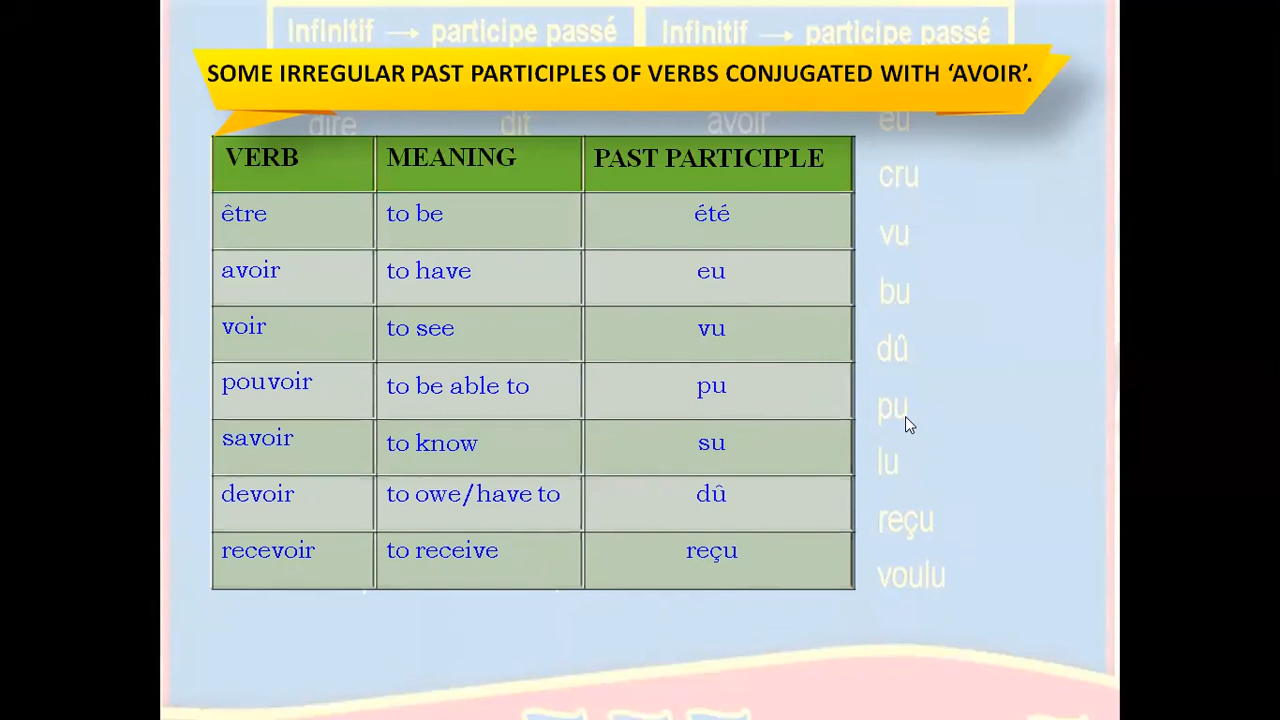 Infinitif → participe passé Infinitif → participe passé
SOME IRREGULAR PAST PARTICIPLES OF VERBS CONJUGATED WITH ‘AVOIR’.
dire dit avoir eu
VERB MEANING PAST PARTICIPLE
cru
être to be été
vu
avoir to have eu
bu
voir to see vu
dû
pouvoir to be able to pu
pu
savoir to know su
lu
devoir to owe/have to dû
reçu
recevoir to receive reçu
voulu